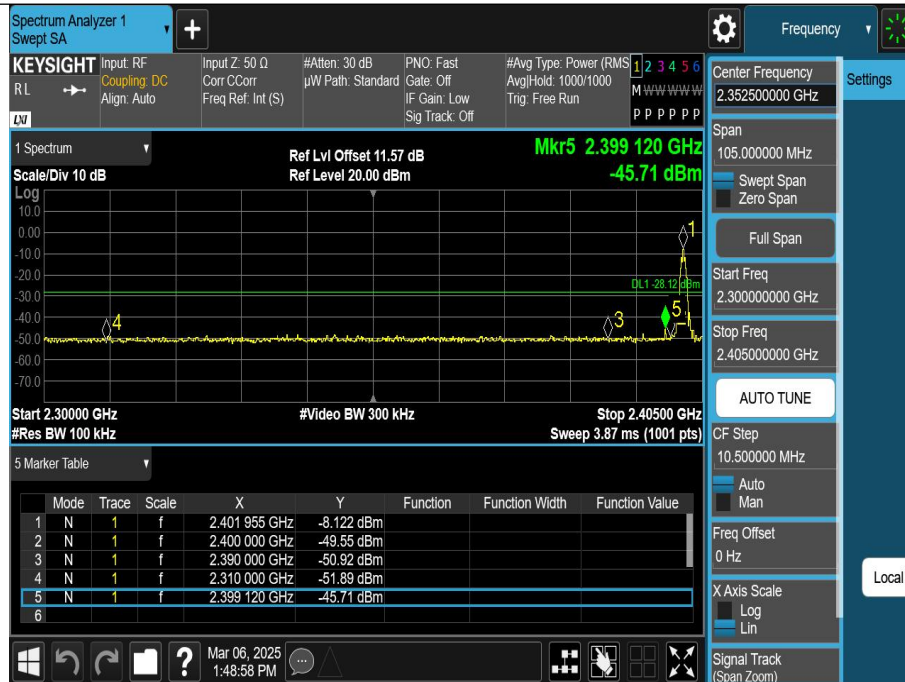 Spectrum Analyzer 1
Swept SA
Frequency
KEYSIGHT
RL
LXI
Input: RF
Coupling: DC
Align: Auto
Input Z: 50 Ω
Corr CCorr
Freq Ref: Int (S)
#Atten: 30 dB
µW Path: Standard
PNO: Fast
Gate: Off
IF Gain: Low
Sig Track: Off
#Avg Type: Power (RMS
Avg|Hold: 1000/1000
Trig: Free Run
1 2 3 4 5 6
M W W W W W
P P P P P P
1 Spectrum
Scale/Div 10 dB
Ref Lvl Offset 11.57 dB
Ref Level 20.00 dBm
Mkr5 2.399 120 GHz
-45.71 dBm
Log
10.0
0.00
-10.0
-20.0
-30.0
-40.0
-50.0
-60.0
-70.0
1
DL1 -28.12 dBm
4
3
5
Start 2.30000 GHz
#Res BW 100 kHz
#Video BW 300 kHz
Stop 2.40500 GHz
Sweep 3.87 ms (1001 pts)
5 Marker Table
Mode Trace Scale X Y Function Function Width Function Value
1 N 1 f 2.401 955 GHz -8.122 dBm
2 N 1 f 2.400 000 GHz -49.55 dBm
3 N 1 f 2.390 000 GHz -50.92 dBm
4 N 1 f 2.310 000 GHz -51.89 dBm
5 N 1 f 2.399 120 GHz -45.71 dBm
6
Mar 06, 2025
1:48:58 PM
Center Frequency
2.352500000 GHz
Settings
Span
105.000000 MHz
Swept Span
Zero Span
Full Span
Start Freq
2.300000000 GHz
Stop Freq
2.405000000 GHz
AUTO TUNE
CF Step
10.500000 MHz
Auto
Man
Freq Offset
0 Hz
Local
X Axis Scale
Log
Lin
Signal Track
(Span Zoom)